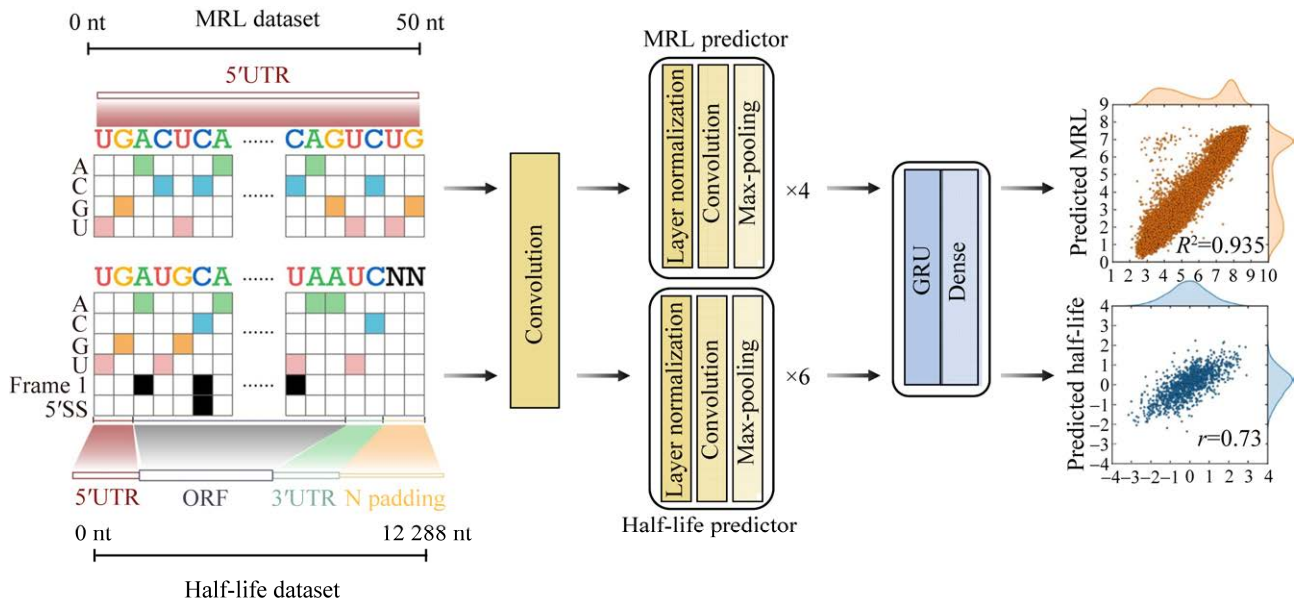 0 nt MRL dataset 50 nt
5′UTR
UGACUCA ...... CAGUCUG
A
C
G
U
......
UGAUGCA ...... UAAUCNN
A
C
G
U
Frame 1
5′SS
......
......
5′UTR ORF 3′UTR N padding
0 nt 12 288 nt
Half-life dataset
Convolution
MRL predictor
Layer normalization
Convolution
Max-pooling
×4
Layer normalization
Convolution
Max-pooling
×6
Half-life predictor
GRU
Dense
Predicted MRL
9
8
7
6
5
4
3
2
1
0
R²=0.935
1 2 3 4 5 6 7 8 9 10
Predicted half-life
4
3
2
1
0
−1
−2
−3
−4
r=0.73
−4 −3 −2 −1 0 1 2 3 4